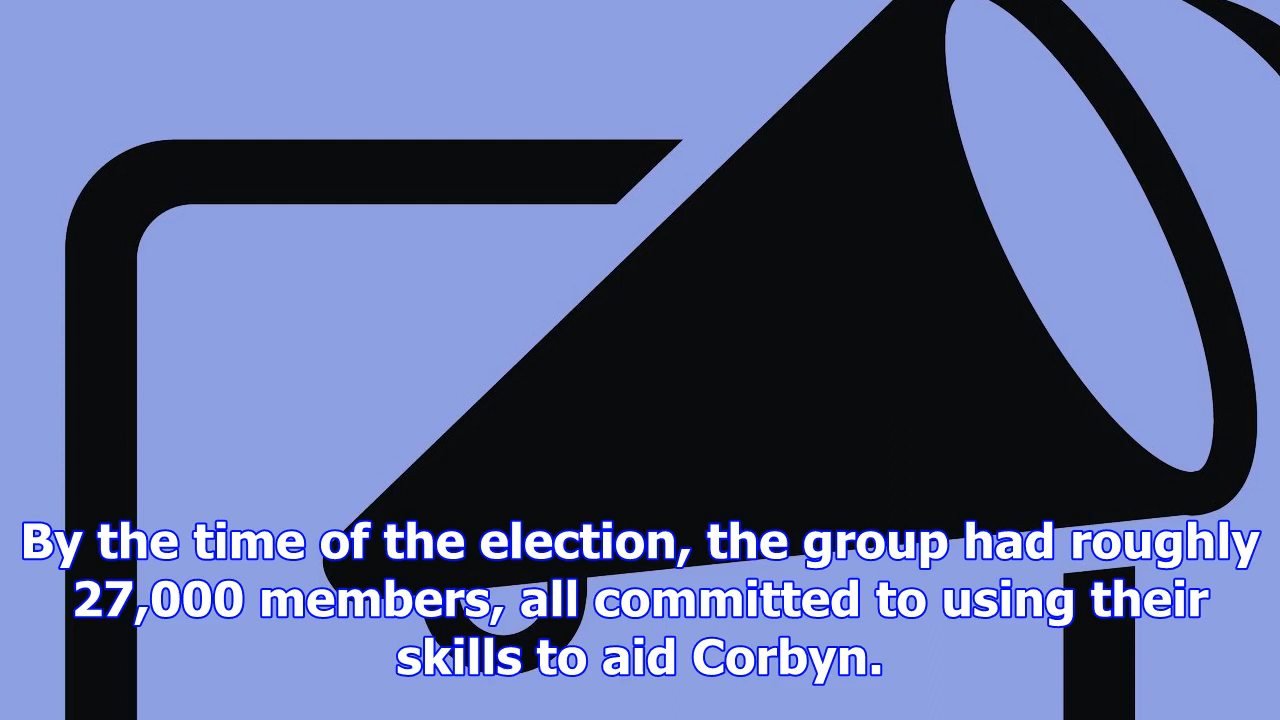 By the time of the election, the group had roughly
27,000 members, all committed to using their
skills to aid Corbyn.